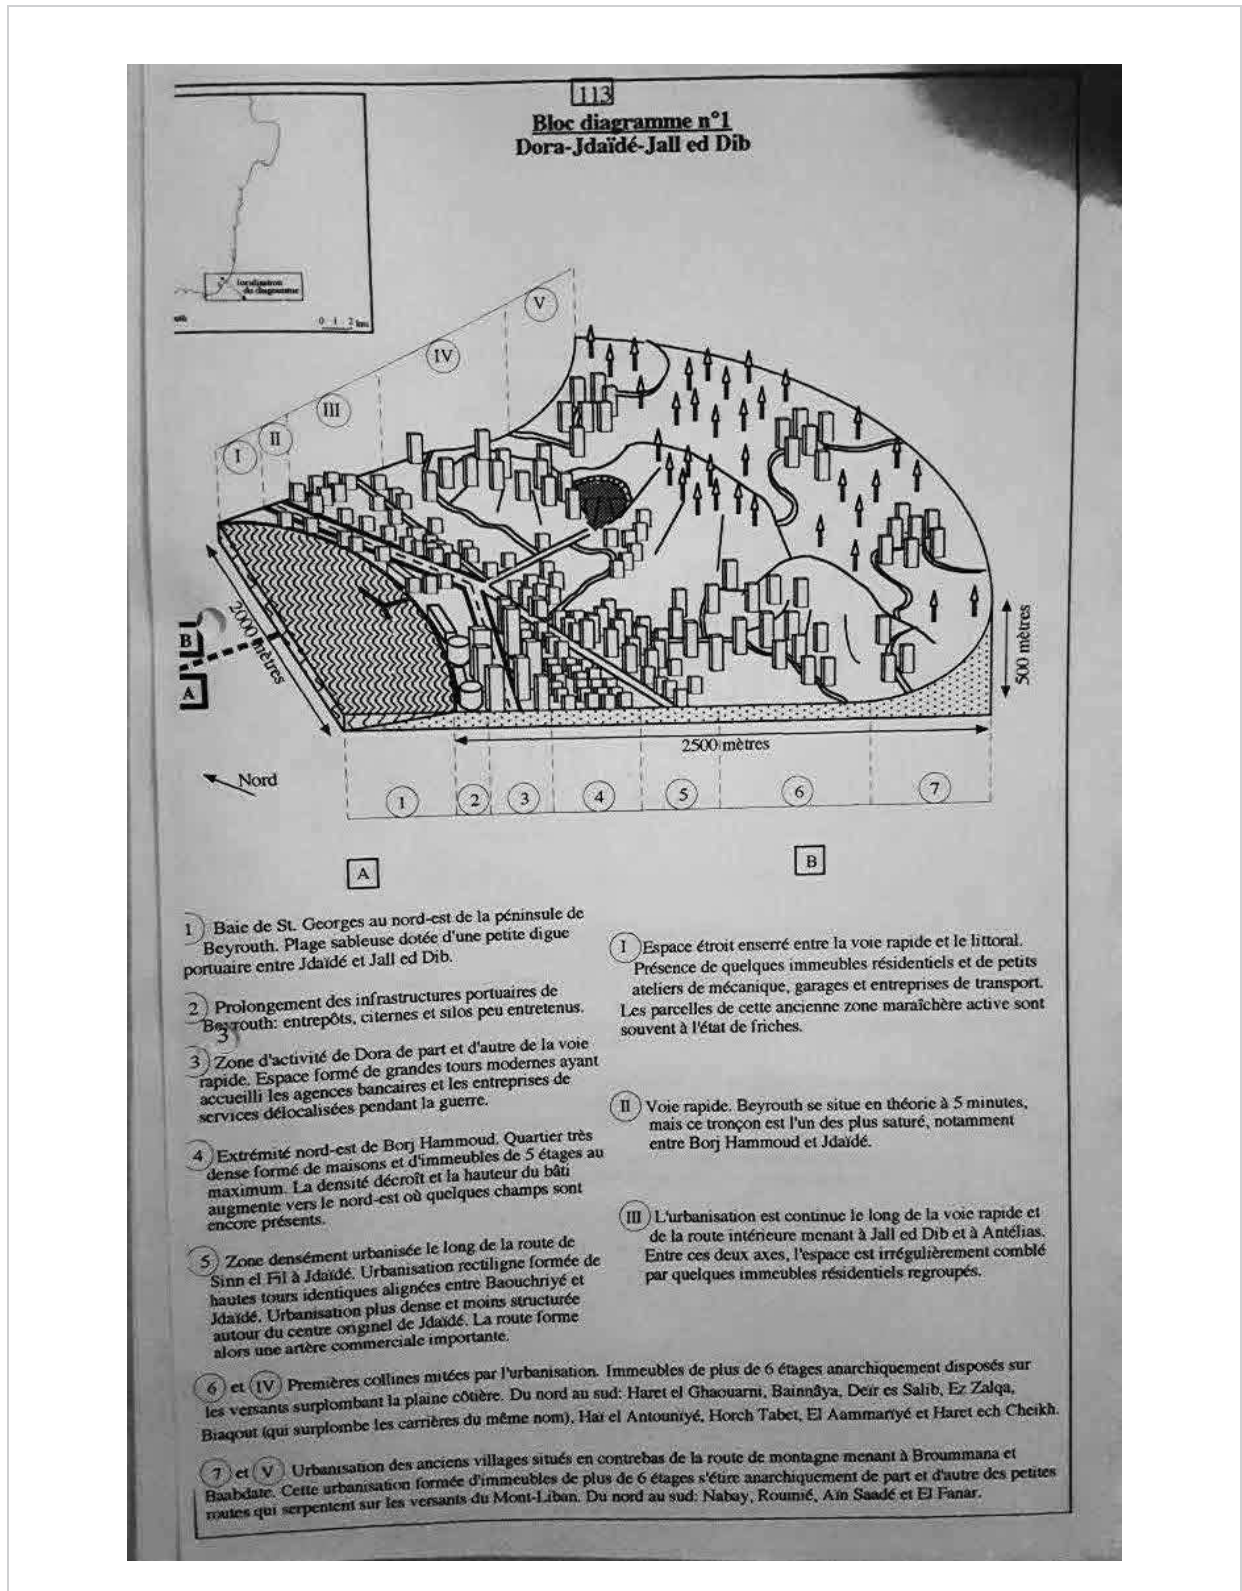 113
Bloc diagramme n°1
Dora-Jdaïdé-Jall ed Dib
localisation
du diagramme
0 1 2 km
V
IV
III
II
I
2000 mètres
B
A
500 mètres
2500 mètres
Nord
1
2
3
4
5
6
7
A
1 Baie de St. Georges au nord-est de la péninsule de
Beyrouth. Plage sableuse dotée d'une petite digue
portuaire entre Jdaïdé et Jall ed Dib.
2 Prolongement des infrastructures portuaires de
Beyrouth: entrepôts, citernes et silos peu entretenus.
3
3 Zone d'activité de Dora de part et d'autre de la voie
rapide. Espace formé de grandes tours modernes ayant
accueilli les agences bancaires et les entreprises de
services délocalisées pendant la guerre.
4 Extrémité nord-est de Borj Hammoud. Quartier très
dense formé de maisons et d'immeubles de 5 étages au
maximum. La densité décroît et la hauteur du bâti
augmente vers le nord-est où quelques champs sont
encore présents.
5 Zone densément urbanisée le long de la route de
Sinn el Fil à Jdaïdé. Urbanisation rectiligne formée de
hautes tours identiques alignées entre Baouchriyé et
Jdaïdé. Urbanisation plus dense et moins structurée
autour du centre originel de Jdaïdé. La route forme
alors une artère commerciale importante.
B
I Espace étroit enserré entre la voie rapide et le littoral.
Présence de quelques immeubles résidentiels et de petits
ateliers de mécanique, garages et entreprises de transport.
Les parcelles de cette ancienne zone maraîchère active sont
souvent à l'état de friches.
II Voie rapide. Beyrouth se situe en théorie à 5 minutes,
mais ce tronçon est l'un des plus saturé, notamment
entre Borj Hammoud et Jdaïdé.
III L'urbanisation est continue le long de la voie rapide et
de la route intérieure menant à Jall ed Dib et à Antélias.
Entre ces deux axes, l'espace est irrégulièrement comblé
par quelques immeubles résidentiels regroupés.
6 et IV Premières collines mitées par l'urbanisation. Immeubles de plus de 6 étages anarchiquement disposés sur
les versants surplombant la plaine côtière. Du nord au sud: Haret el Ghaouarni, Bainnâya, Deir es Salib, Ez Zalqa,
Biaqout (qui surplombe les carrières du même nom), Haï el Antouniyé, Horch Tabet, El Aammariyé et Haret ech Cheikh.
7 et V Urbanisation des anciens villages situés en contrebas de la route de montagne menant à Broummana et
Baabdate. Cette urbanisation formée d'immeubles de plus de 6 étages s'étire anarchiquement de part et d'autre des petites
routes qui serpentent sur les versants du Mont-Liban. Du nord au sud: Nabay, Roumié, Aïn Saadé et El Fanar.